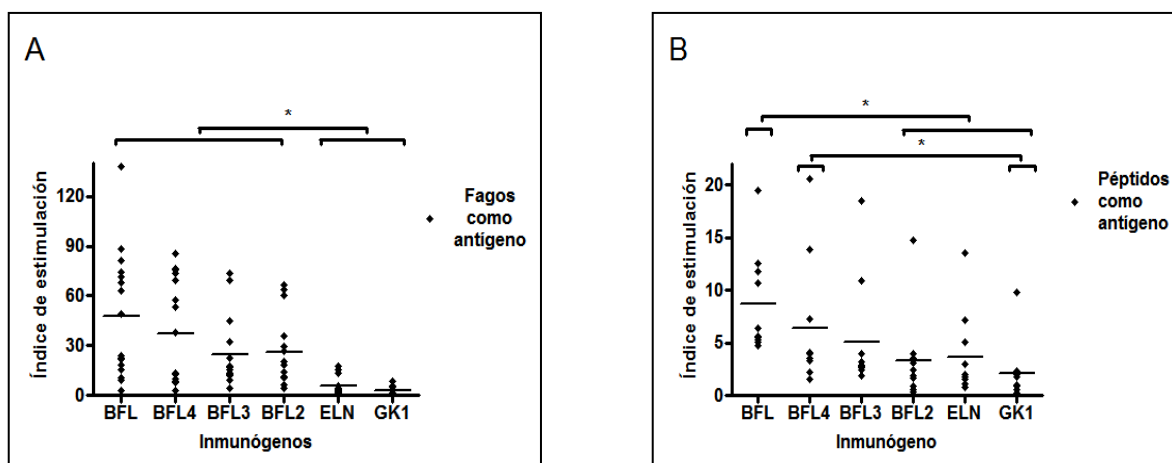 A
*
Índice de estimulación
120
90
60
30
0
BFL BFL4 BFL3 BFL2 ELN GK1
Inmunógenos
Fagos
como
antígeno
B
*
*
Índice de estimulación
20
15
10
5
0
BFL BFL4 BFL3 BFL2 ELN GK1
Inmunógeno
Péptidos
como
antígeno